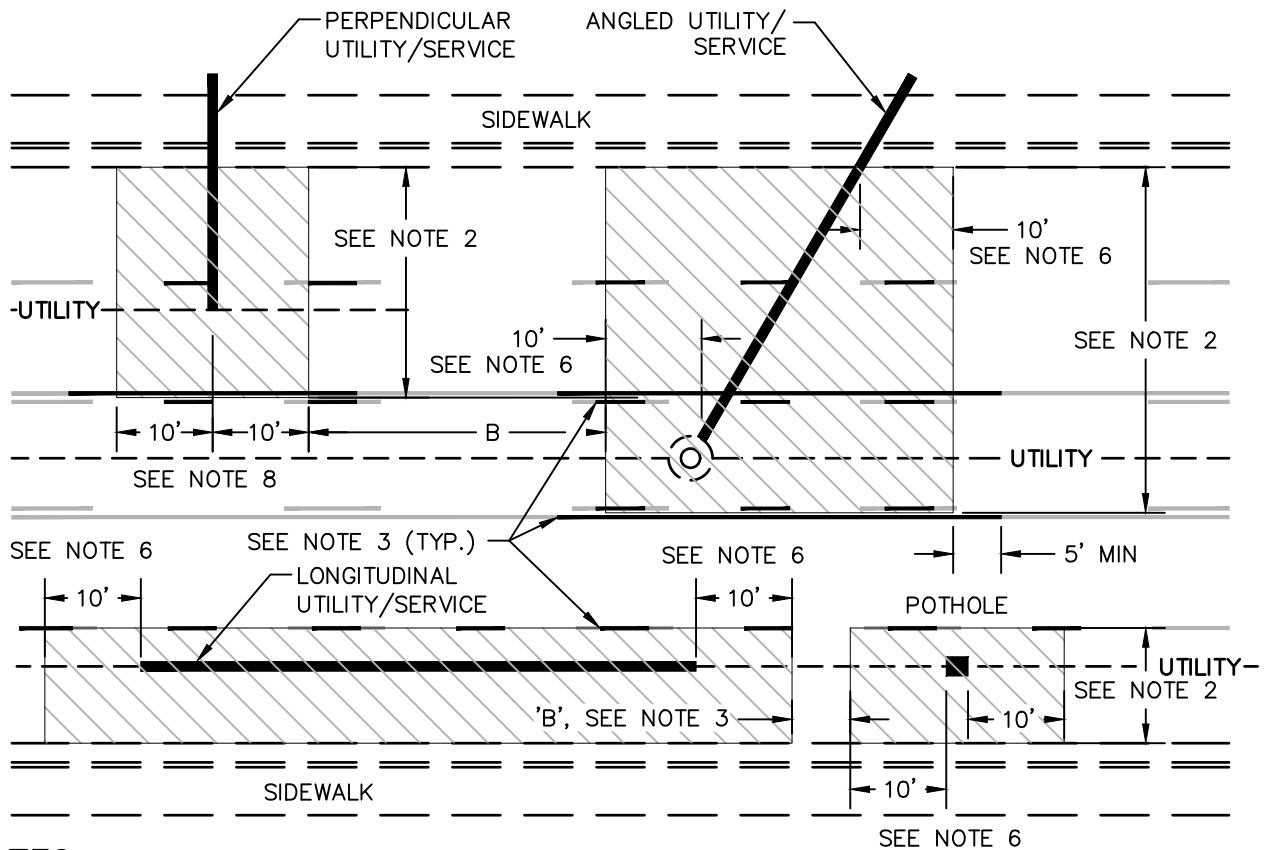 PERPENDICULAR
UTILITY/SERVICE
ANGLED UTILITY/
SERVICE
SIDEWALK
SEE NOTE 2
10'
SEE NOTE 6
-UTILITY-
10'
SEE NOTE 6
SEE NOTE 2
10'
10'
B
SEE NOTE 8
UTILITY
SEE NOTE 6
SEE NOTE 3 (TYP.)
SEE NOTE 6
5' MIN
LONGITUDINAL
UTILITY/SERVICE
10'
10'
POTHOLE
UTILITY-
SEE NOTE 2
'B', SEE NOTE 3
10'
SIDEWALK
10'
SEE NOTE 6